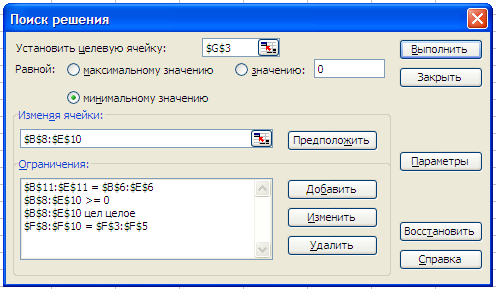 Поиск решения
Установить целевую ячейку: $G$3 Выполнить
Равной: максимальному значению значению: 0 Закрыть
минимальному значению
Изменяя ячейки:
$B$8:$E$10 Предположить
Параметры
Ограничения:
$B$11:$E$11 = $B$6:$E$6 Добавить
$B$8:$E$10 >= 0
$B$8:$E$10 цел целое Изменить
$F$8:$F$10 = $F$3:$F$5
Восстановить
Удалить
Справка